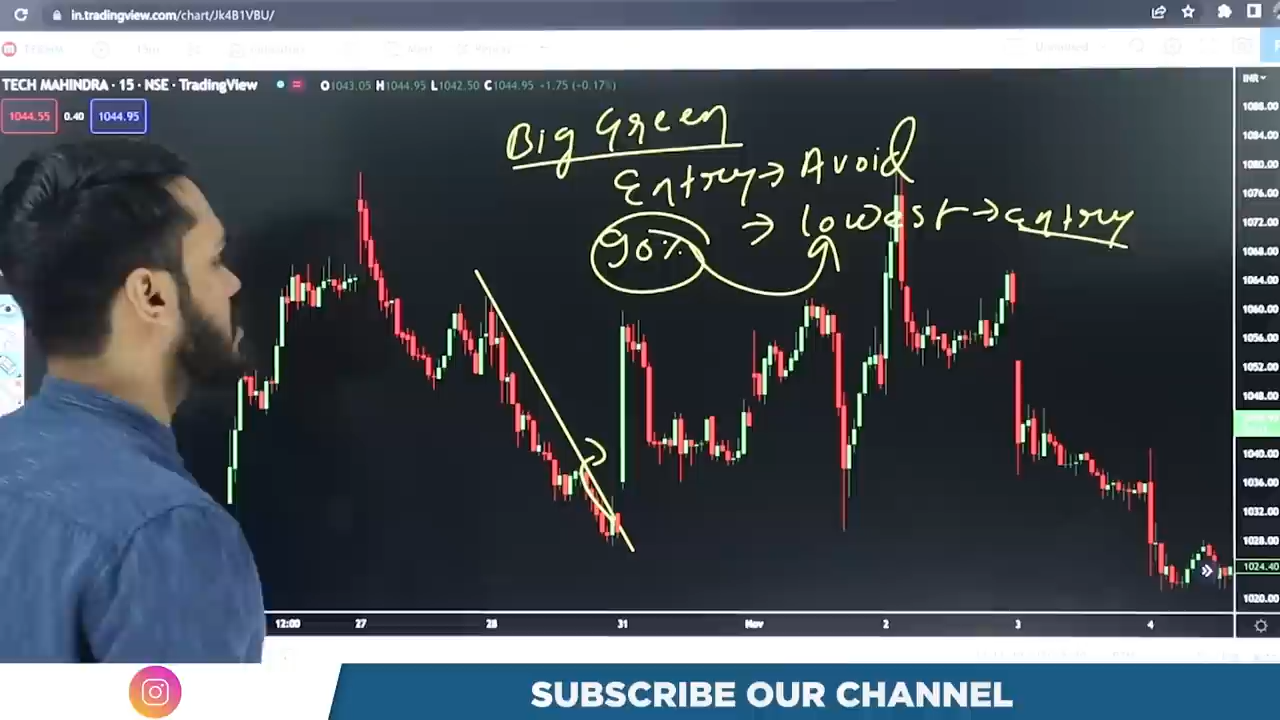 in.tradingview.com/chart/Jk4B1VBU/
Alert
Replay
Unnamed
TECH MAHINDRA · 15 · NSE · TradingView
O1043.05 H1044.95 L1042.50 C1044.95 -1.75 (-0.17%)
INR
1044.55 0.40 1044.95
Big Green
Entry → Avoid
→ lowest → entry
90%
1088.00
1084.00
1080.00
1076.00
1072.00
1068.00
1064.00
1060.00
1056.00
1052.00
1048.00
1040.00
1036.00
1032.00
1028.00
1024.40
1020.00
12:00 27 28 31 Nov 2 3 4
SUBSCRIBE OUR CHANNEL